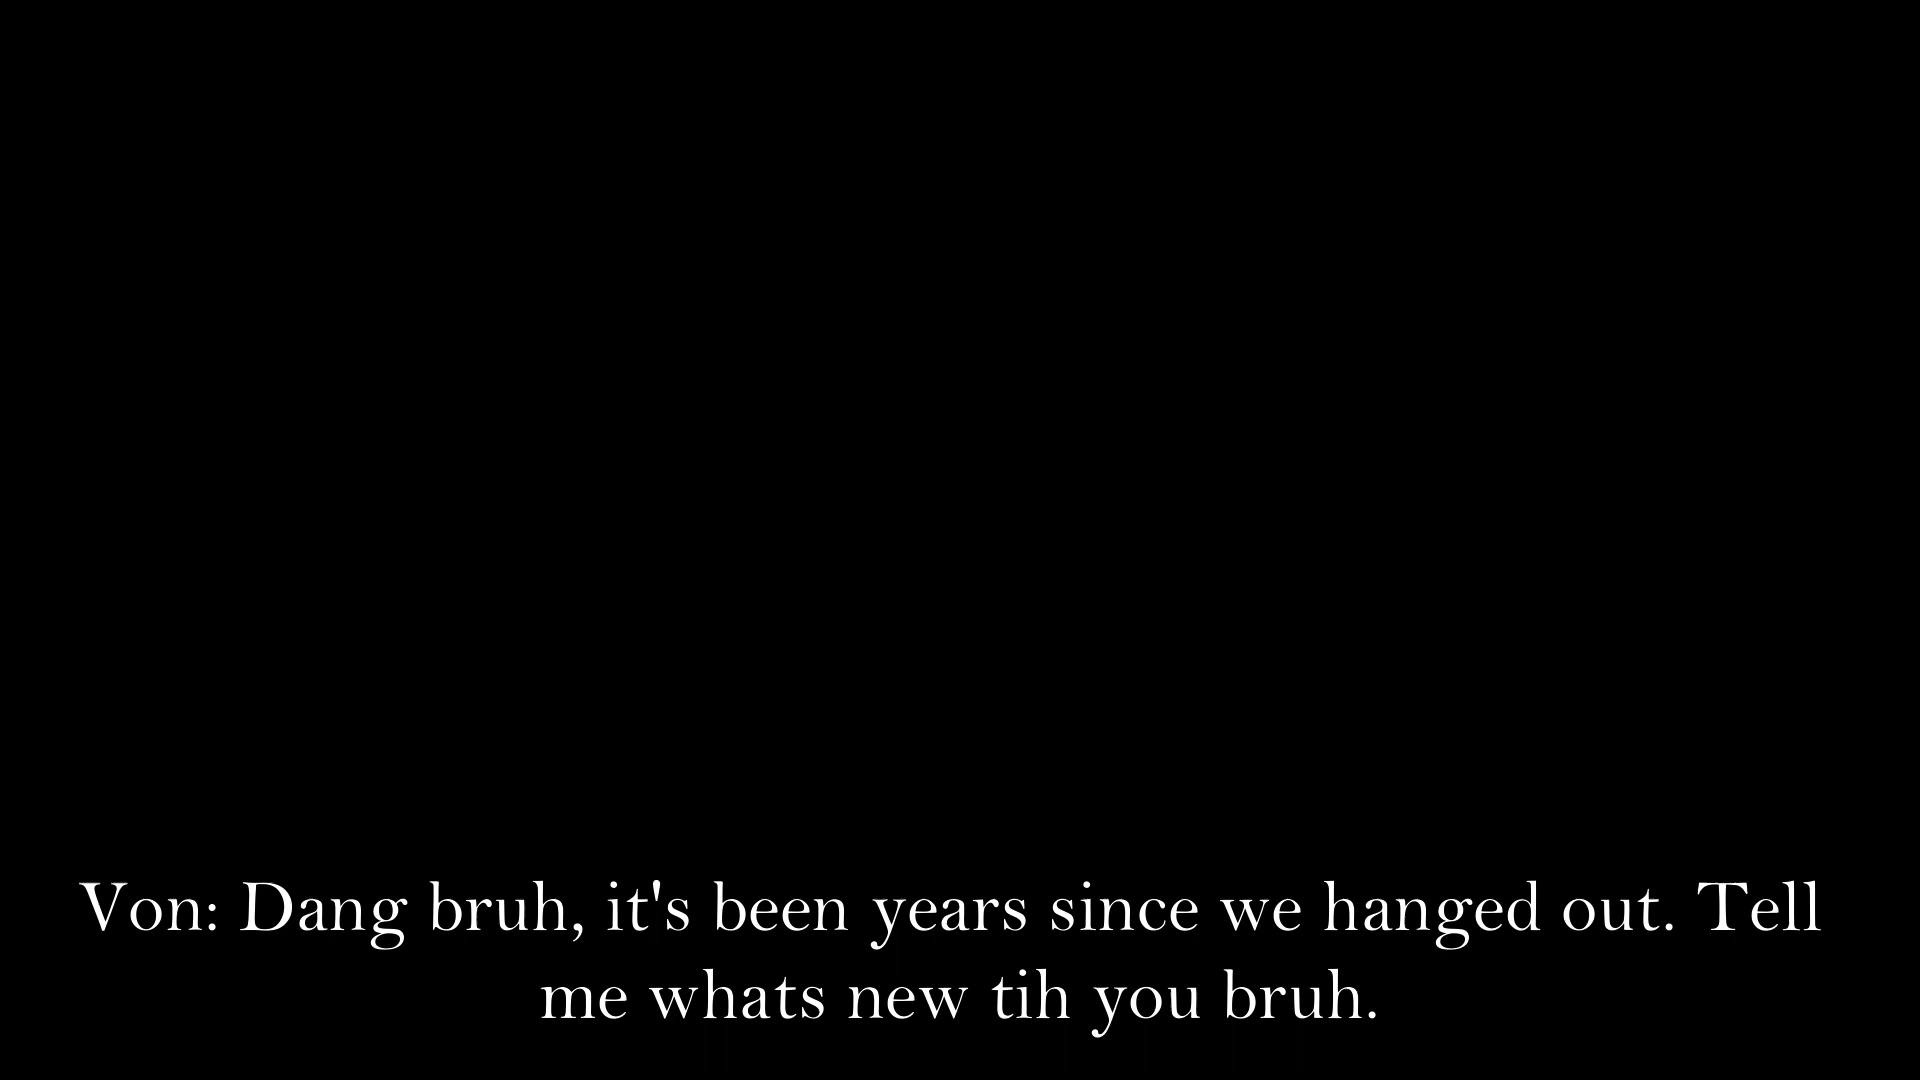 Von: Dang bruh, it's been years since we hanged out. Tell
me whats new tih you bruh.